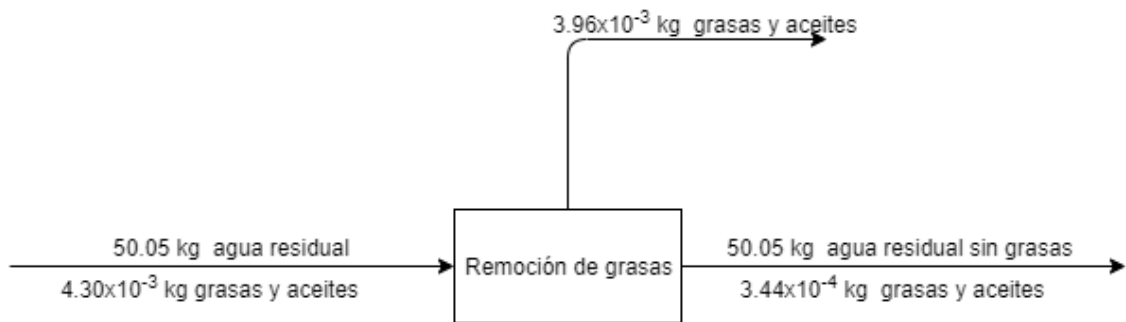 3.96x10⁻³ kg grasas y aceites
50.05 kg agua residual
4.30x10⁻³ kg grasas y aceites
Remoción de grasas
50.05 kg agua residual sin grasas
3.44x10⁻⁴ kg grasas y aceites